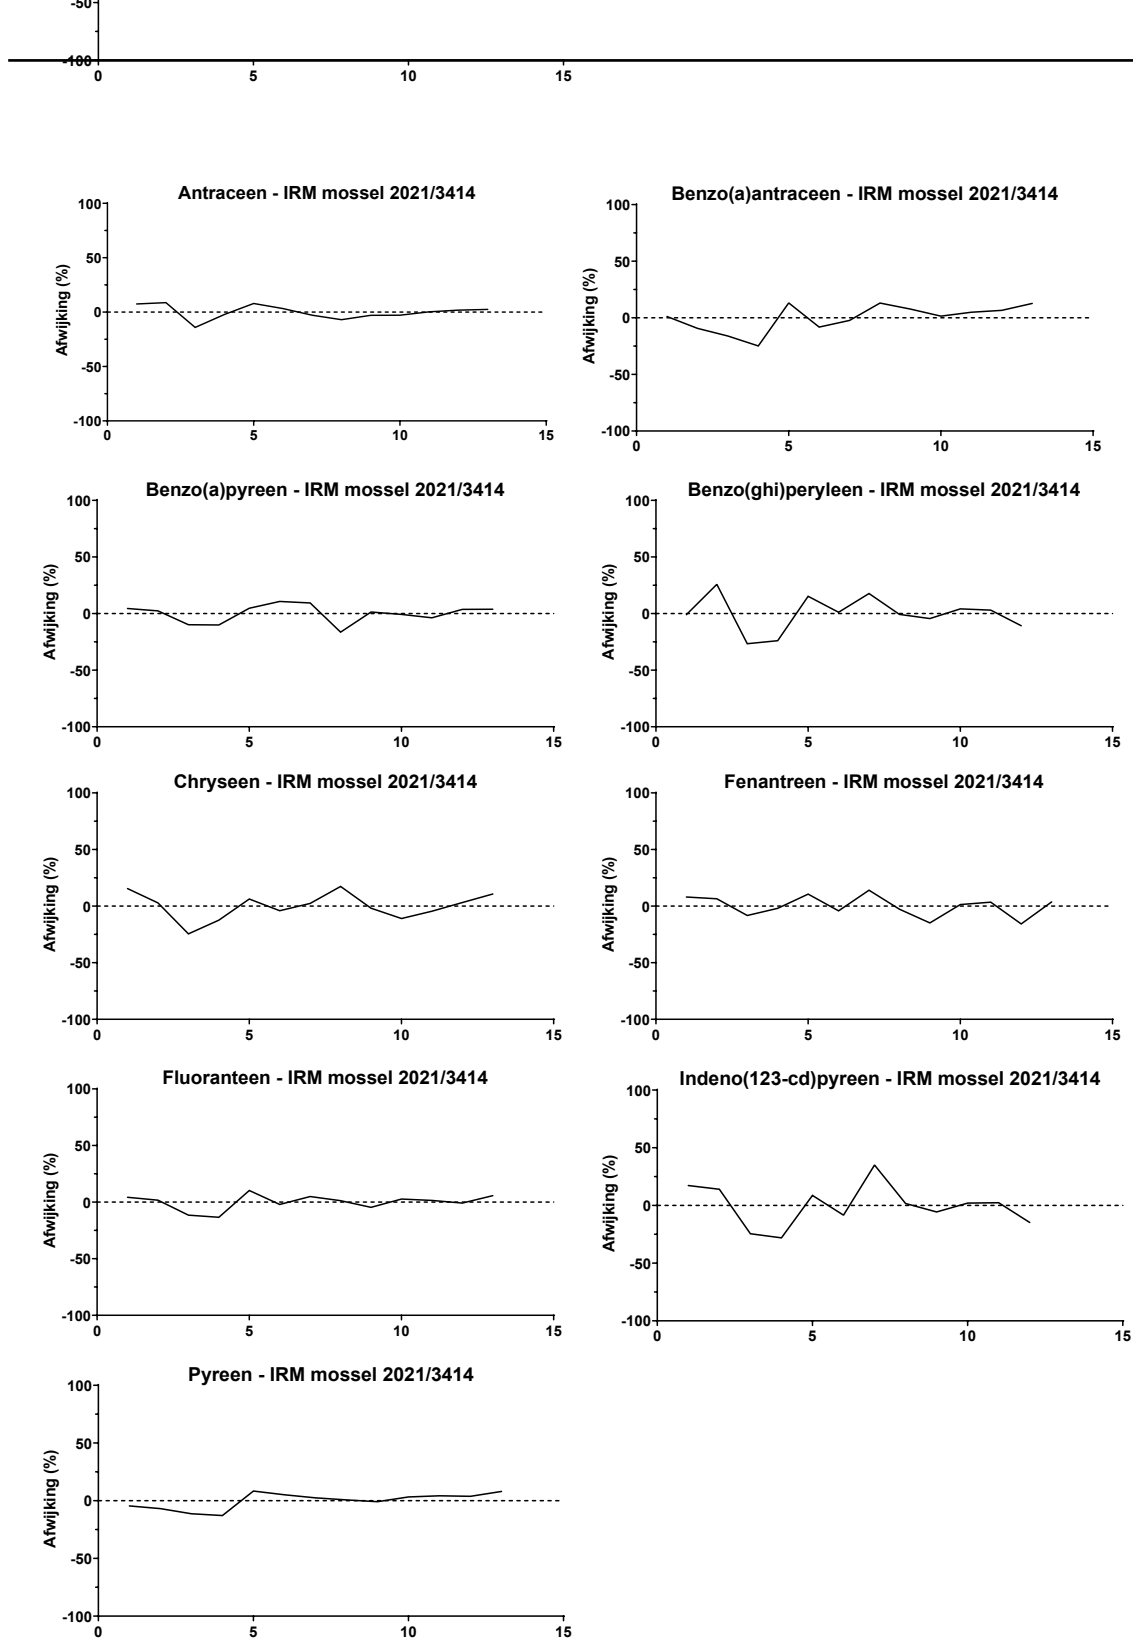 -50
-100
0 5 10 15
Antraceen - IRM mossel 2021/3414
100
50
0
-50
-100
Afwijking (%)
0 5 10 15
Benzo(a)antraceen - IRM mossel 2021/3414
100
50
0
-50
-100
Afwijking (%)
0 5 10 15
Benzo(a)pyreen - IRM mossel 2021/3414
100
50
0
-50
-100
Afwijking (%)
0 5 10 15
Benzo(ghi)peryleen - IRM mossel 2021/3414
100
50
0
-50
-100
Afwijking (%)
0 5 10 15
Chryseen - IRM mossel 2021/3414
100
50
0
-50
-100
Afwijking (%)
0 5 10 15
Fenantreen - IRM mossel 2021/3414
100
50
0
-50
-100
Afwijking (%)
0 5 10 15
Fluoranteen - IRM mossel 2021/3414
100
50
0
-50
-100
Afwijking (%)
0 5 10 15
Indeno(123-cd)pyreen - IRM mossel 2021/3414
100
50
0
-50
-100
Afwijking (%)
0 5 10 15
Pyreen - IRM mossel 2021/3414
100
50
0
-50
-100
Afwijking (%)
0 5 10 15